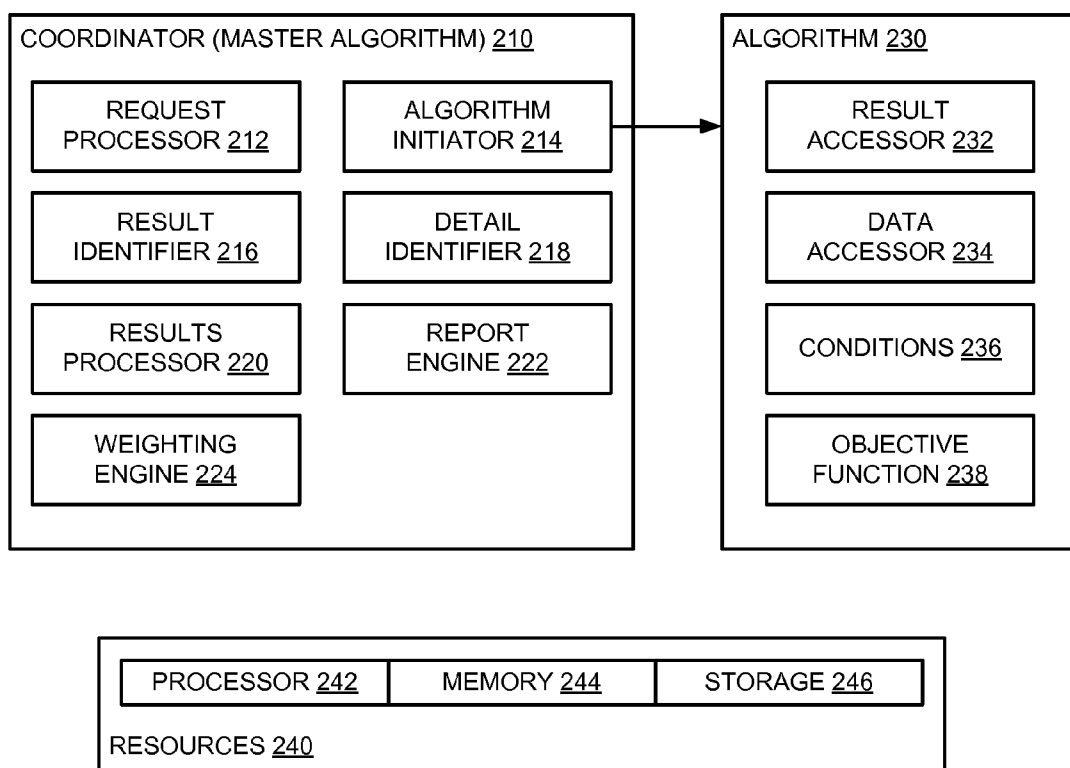 COORDINATOR (MASTER ALGORITHM) 210
REQUEST
PROCESSOR 212
ALGORITHM
INITIATOR 214
RESULT
IDENTIFIER 216
DETAIL
IDENTIFIER 218
RESULTS
PROCESSOR 220
REPORT
ENGINE 222
WEIGHTING
ENGINE 224
ALGORITHM 230
RESULT
ACCESSOR 232
DATA
ACCESSOR 234
CONDITIONS 236
OBJECTIVE
FUNCTION 238
PROCESSOR 242
MEMORY 244
STORAGE 246
RESOURCES 240